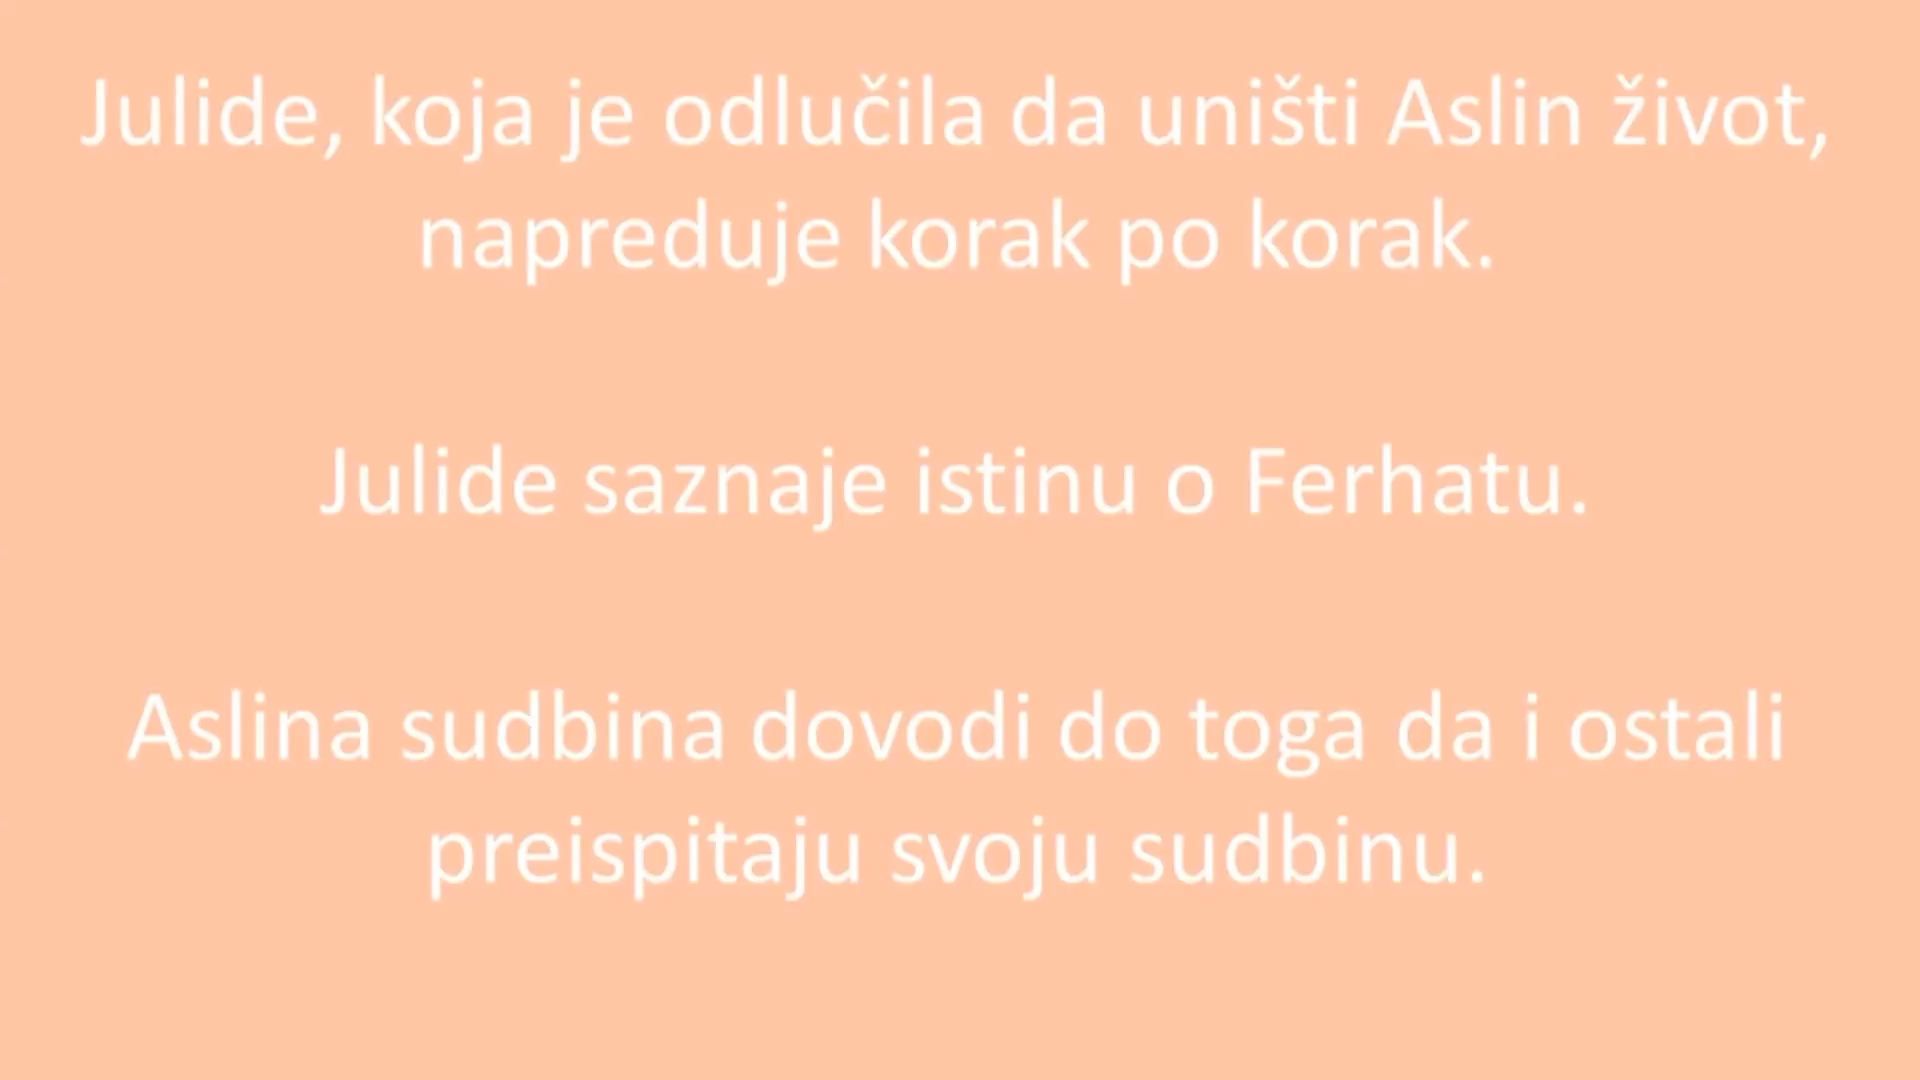 Julide, koja je odlučila da uništi Aslin život,
napreduje korak po korak.
Julide saznaje istinu o Ferhatu.
Aslina sudbina dovodi do toga da i ostali
preispitaju svoju sudbinu.